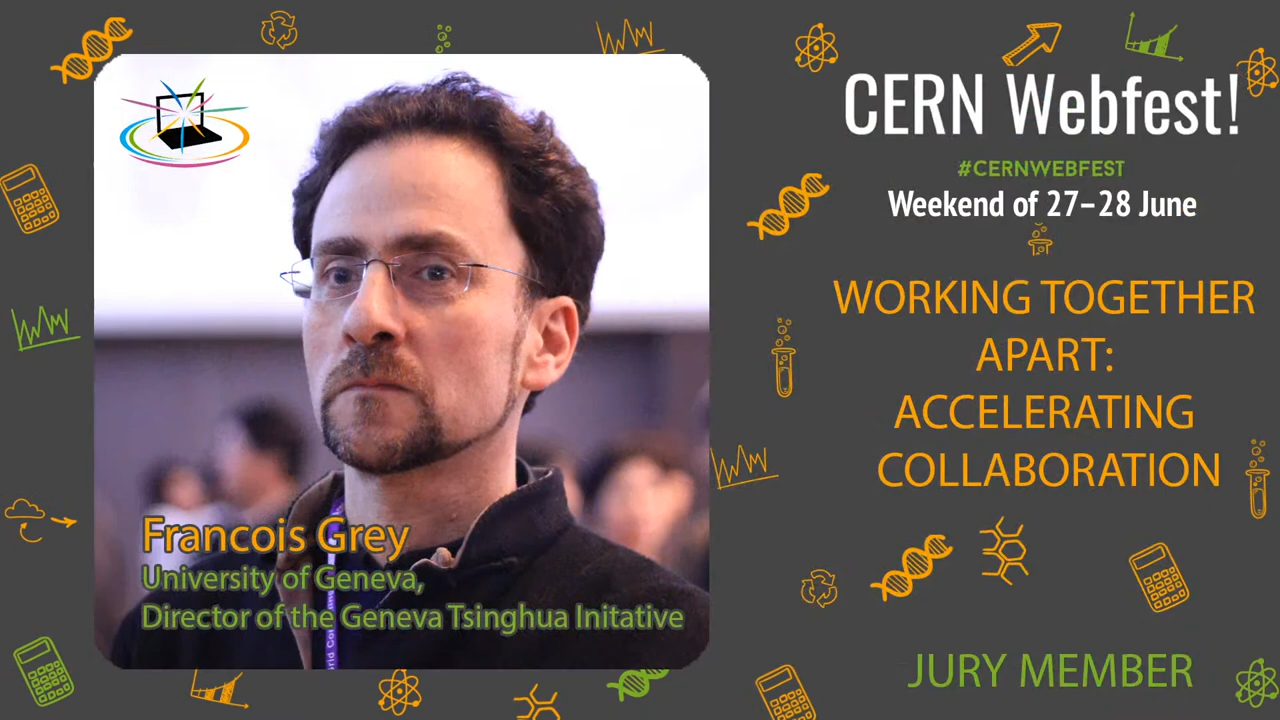 CERN Webfest!
#CERNWEBFEST
Weekend of 27–28 June
WORKING TOGETHER
APART:
ACCELERATING
COLLABORATION
Francois Grey
University of Geneva,
Director of the Geneva Tsinghua Initative
JURY MEMBER